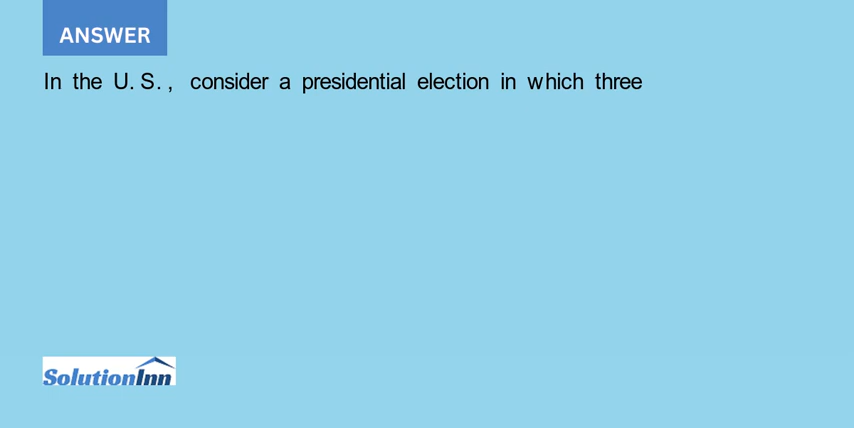 ANSWER
In the U. S. , consider a presidential election in which three
SolutionInn